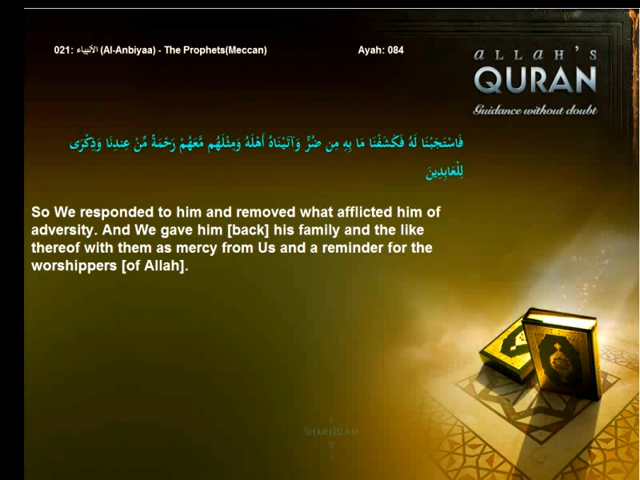 021: الأنبياء (Al-Anbiyaa) - The Prophets(Meccan) Ayah: 084
ALLAH'S
QURAN
Guidance without doubt
فَاسْتَجَبْنَا لَهُ فَكَشَفْنَا مَا بِهِ مِن ضُرٍّ وَآتَيْنَاهُ أَهْلَهُ وَمِثْلَهُم مَّعَهُمْ رَحْمَةً مِّنْ عِندِنَا وَذِكْرَى
لِلْعَابِدِينَ
So We responded to him and removed what afflicted him of
adversity. And We gave him [back] his family and the like
thereof with them as mercy from Us and a reminder for the
worshippers [of Allah].
SHARIISLAM